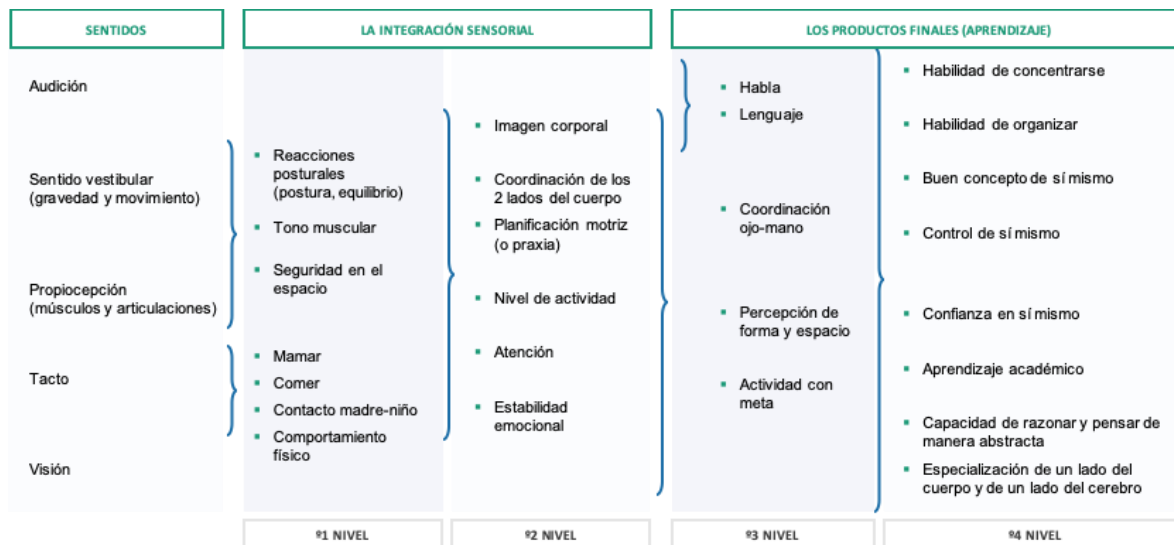 SENTIDOS
LA INTEGRACIÓN SENSORIAL
LOS PRODUCTOS FINALES (APRENDIZAJE)
Audición
Sentido vestibular
(gravedad y movimiento)
Propiocepción
(músculos y articulaciones)
Tacto
Visión
▪ Reacciones
posturales
(postura, equilibrio)
▪ Tono muscular
▪ Seguridad en el
espacio
▪ Mamar
▪ Comer
▪ Contacto madre-niño
▪ Comportamiento
físico
▪ Imagen corporal
▪ Coordinación de los
2 lados del cuerpo
▪ Planificación motriz
(o praxia)
▪ Nivel de actividad
▪ Atención
▪ Estabilidad
emocional
▪ Habla
▪ Lenguaje
▪ Coordinación
ojo-mano
▪ Percepción de
forma y espacio
▪ Actividad con
meta
▪ Habilidad de concentrarse
▪ Habilidad de organizar
▪ Buen concepto de sí mismo
▪ Control de sí mismo
▪ Confianza en sí mismo
▪ Aprendizaje académico
▪ Capacidad de razonar y pensar de
manera abstracta
▪ Especialización de un lado del
cuerpo y de un lado del cerebro
º1 NIVEL
º2 NIVEL
º3 NIVEL
º4 NIVEL